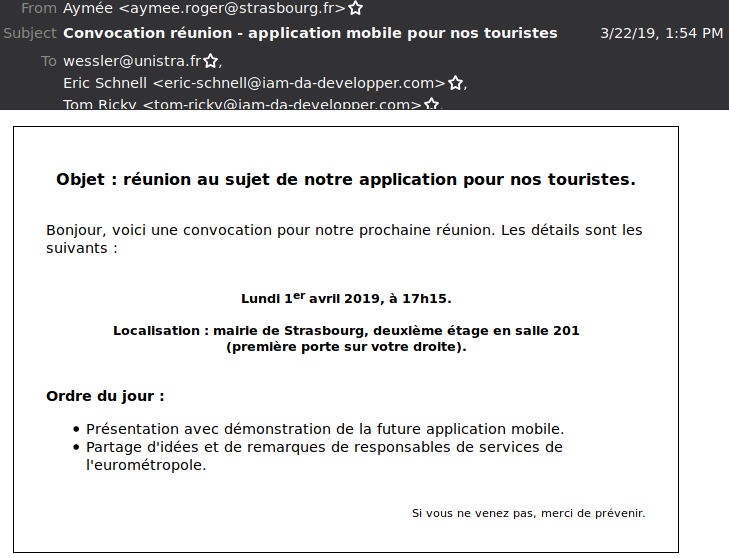 From Aymée <aymee.roger@strasbourg.fr>
Subject Convocation réunion - application mobile pour nos touristes 3/22/19, 1:54 PM
To wessler@unistra.fr,
Eric Schnell <eric-schnell@iam-da-developper.com>,
Tom Ricky <tom-ricky@iam-da-developper.com>,
Objet : réunion au sujet de notre application pour nos touristes.
Bonjour, voici une convocation pour notre prochaine réunion. Les détails sont les
suivants :
Lundi 1er avril 2019, à 17h15.
Localisation : mairie de Strasbourg, deuxième étage en salle 201
(première porte sur votre droite).
Ordre du jour :
• Présentation avec démonstration de la future application mobile.
• Partage d'idées et de remarques de responsables de services de
l'eurométropole.
Si vous ne venez pas, merci de prévenir.